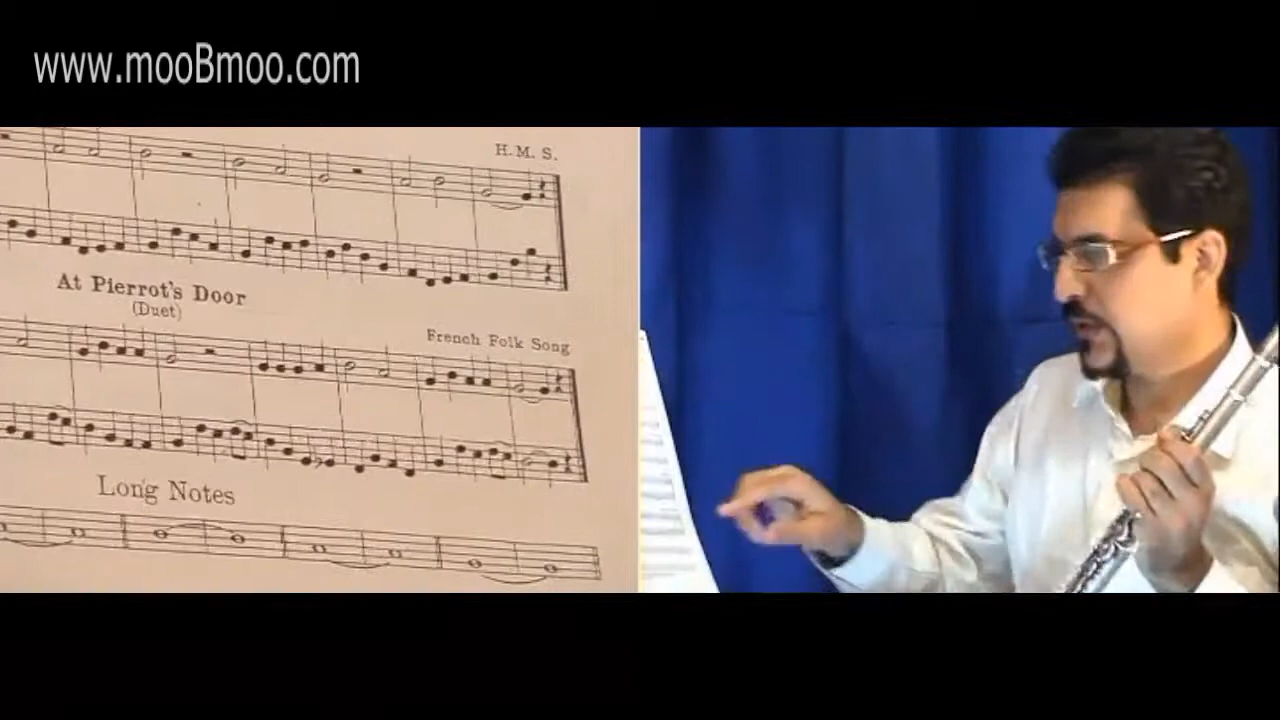 www.mooBmoo.com
H. M. S.
At Pierrot's Door
(Duet)
French Folk Song
Long Notes